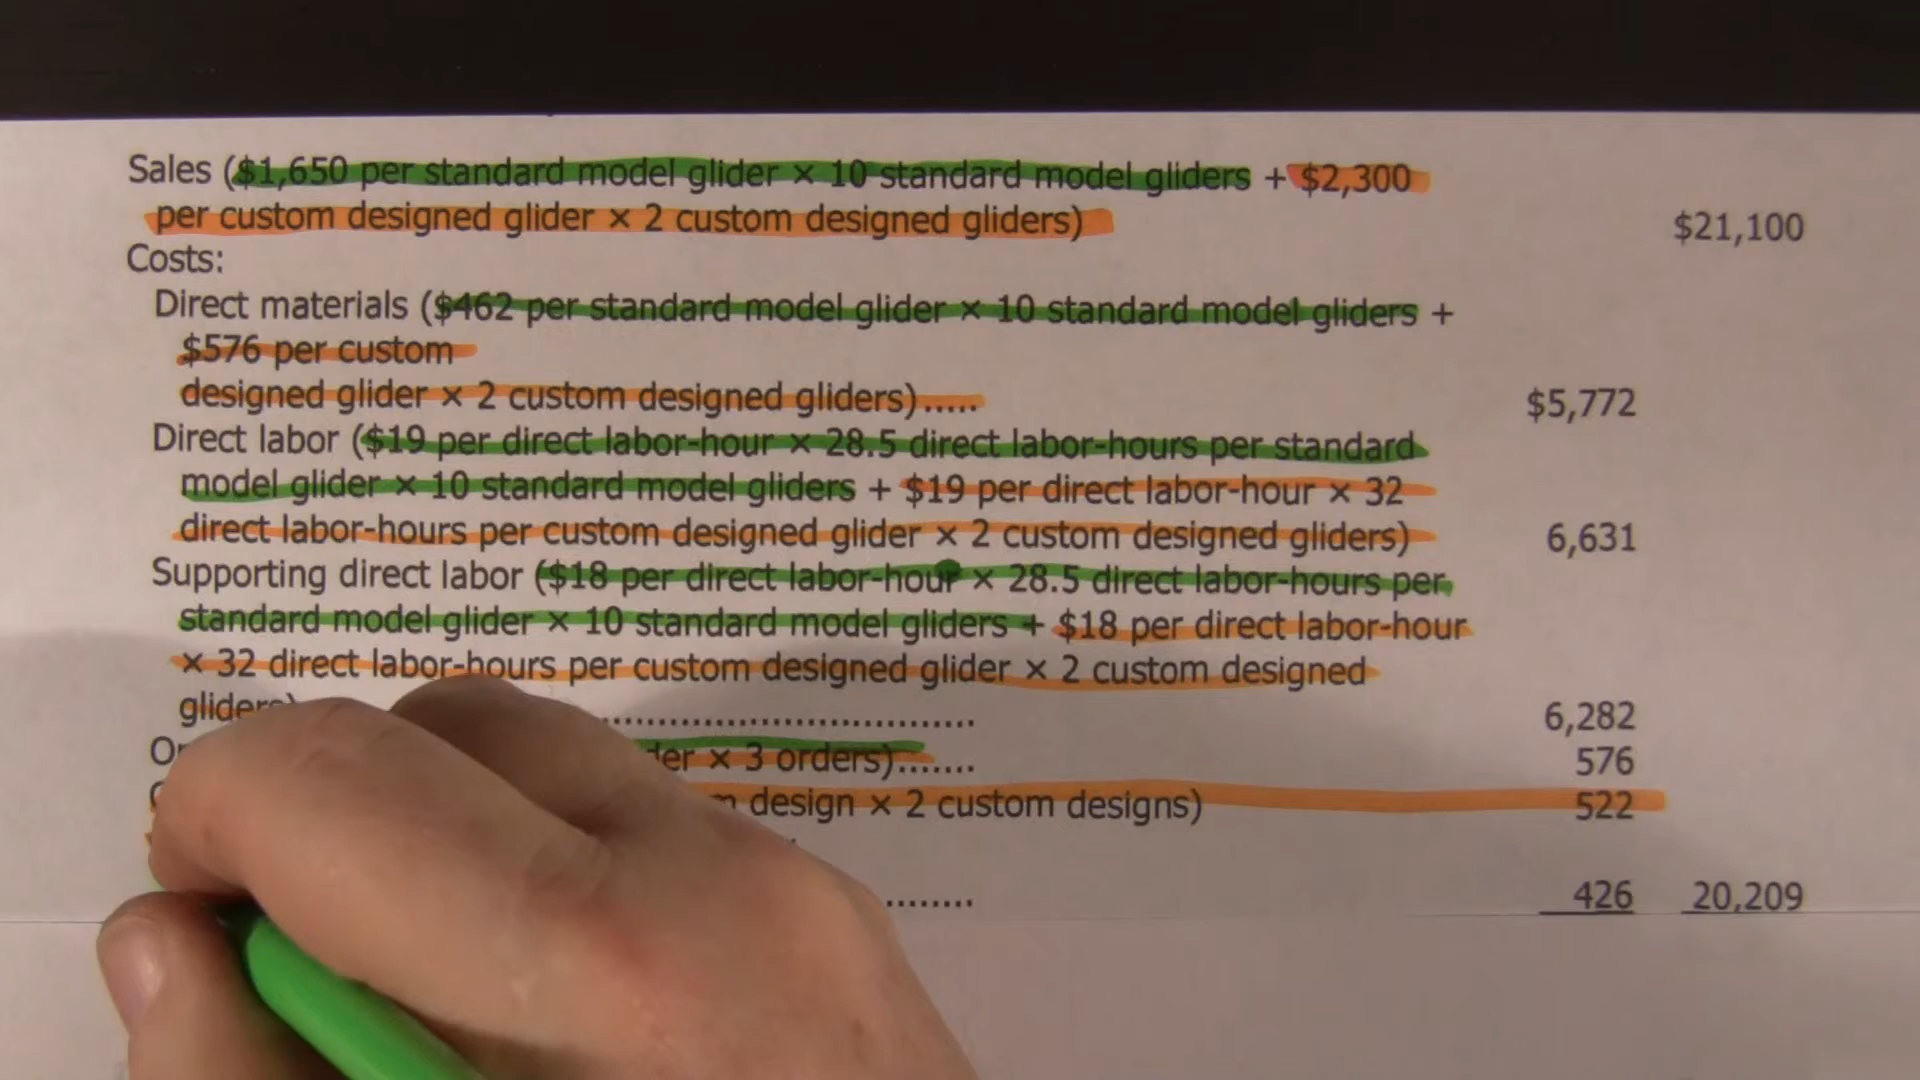 Sales ($1,650 per standard model glider × 10 standard model gliders + $2,300
per custom designed glider × 2 custom designed gliders) $21,100
Costs:
Direct materials ($462 per standard model glider × 10 standard model gliders +
$576 per custom
designed glider × 2 custom designed gliders)..... $5,772
Direct labor ($19 per direct labor-hour × 28.5 direct labor-hours per standard
model glider × 10 standard model gliders + $19 per direct labor-hour × 32
direct labor-hours per custom designed glider × 2 custom designed gliders) 6,631
Supporting direct labor ($18 per direct labor-hour × 28.5 direct labor-hours per
standard model glider × 10 standard model gliders + $18 per direct labor-hour
× 32 direct labor-hours per custom designed glider × 2 custom designed
gliders) .................................. 6,282
× 3 orders)....... 576
design × 2 custom designs) 522
........ 426 20,209